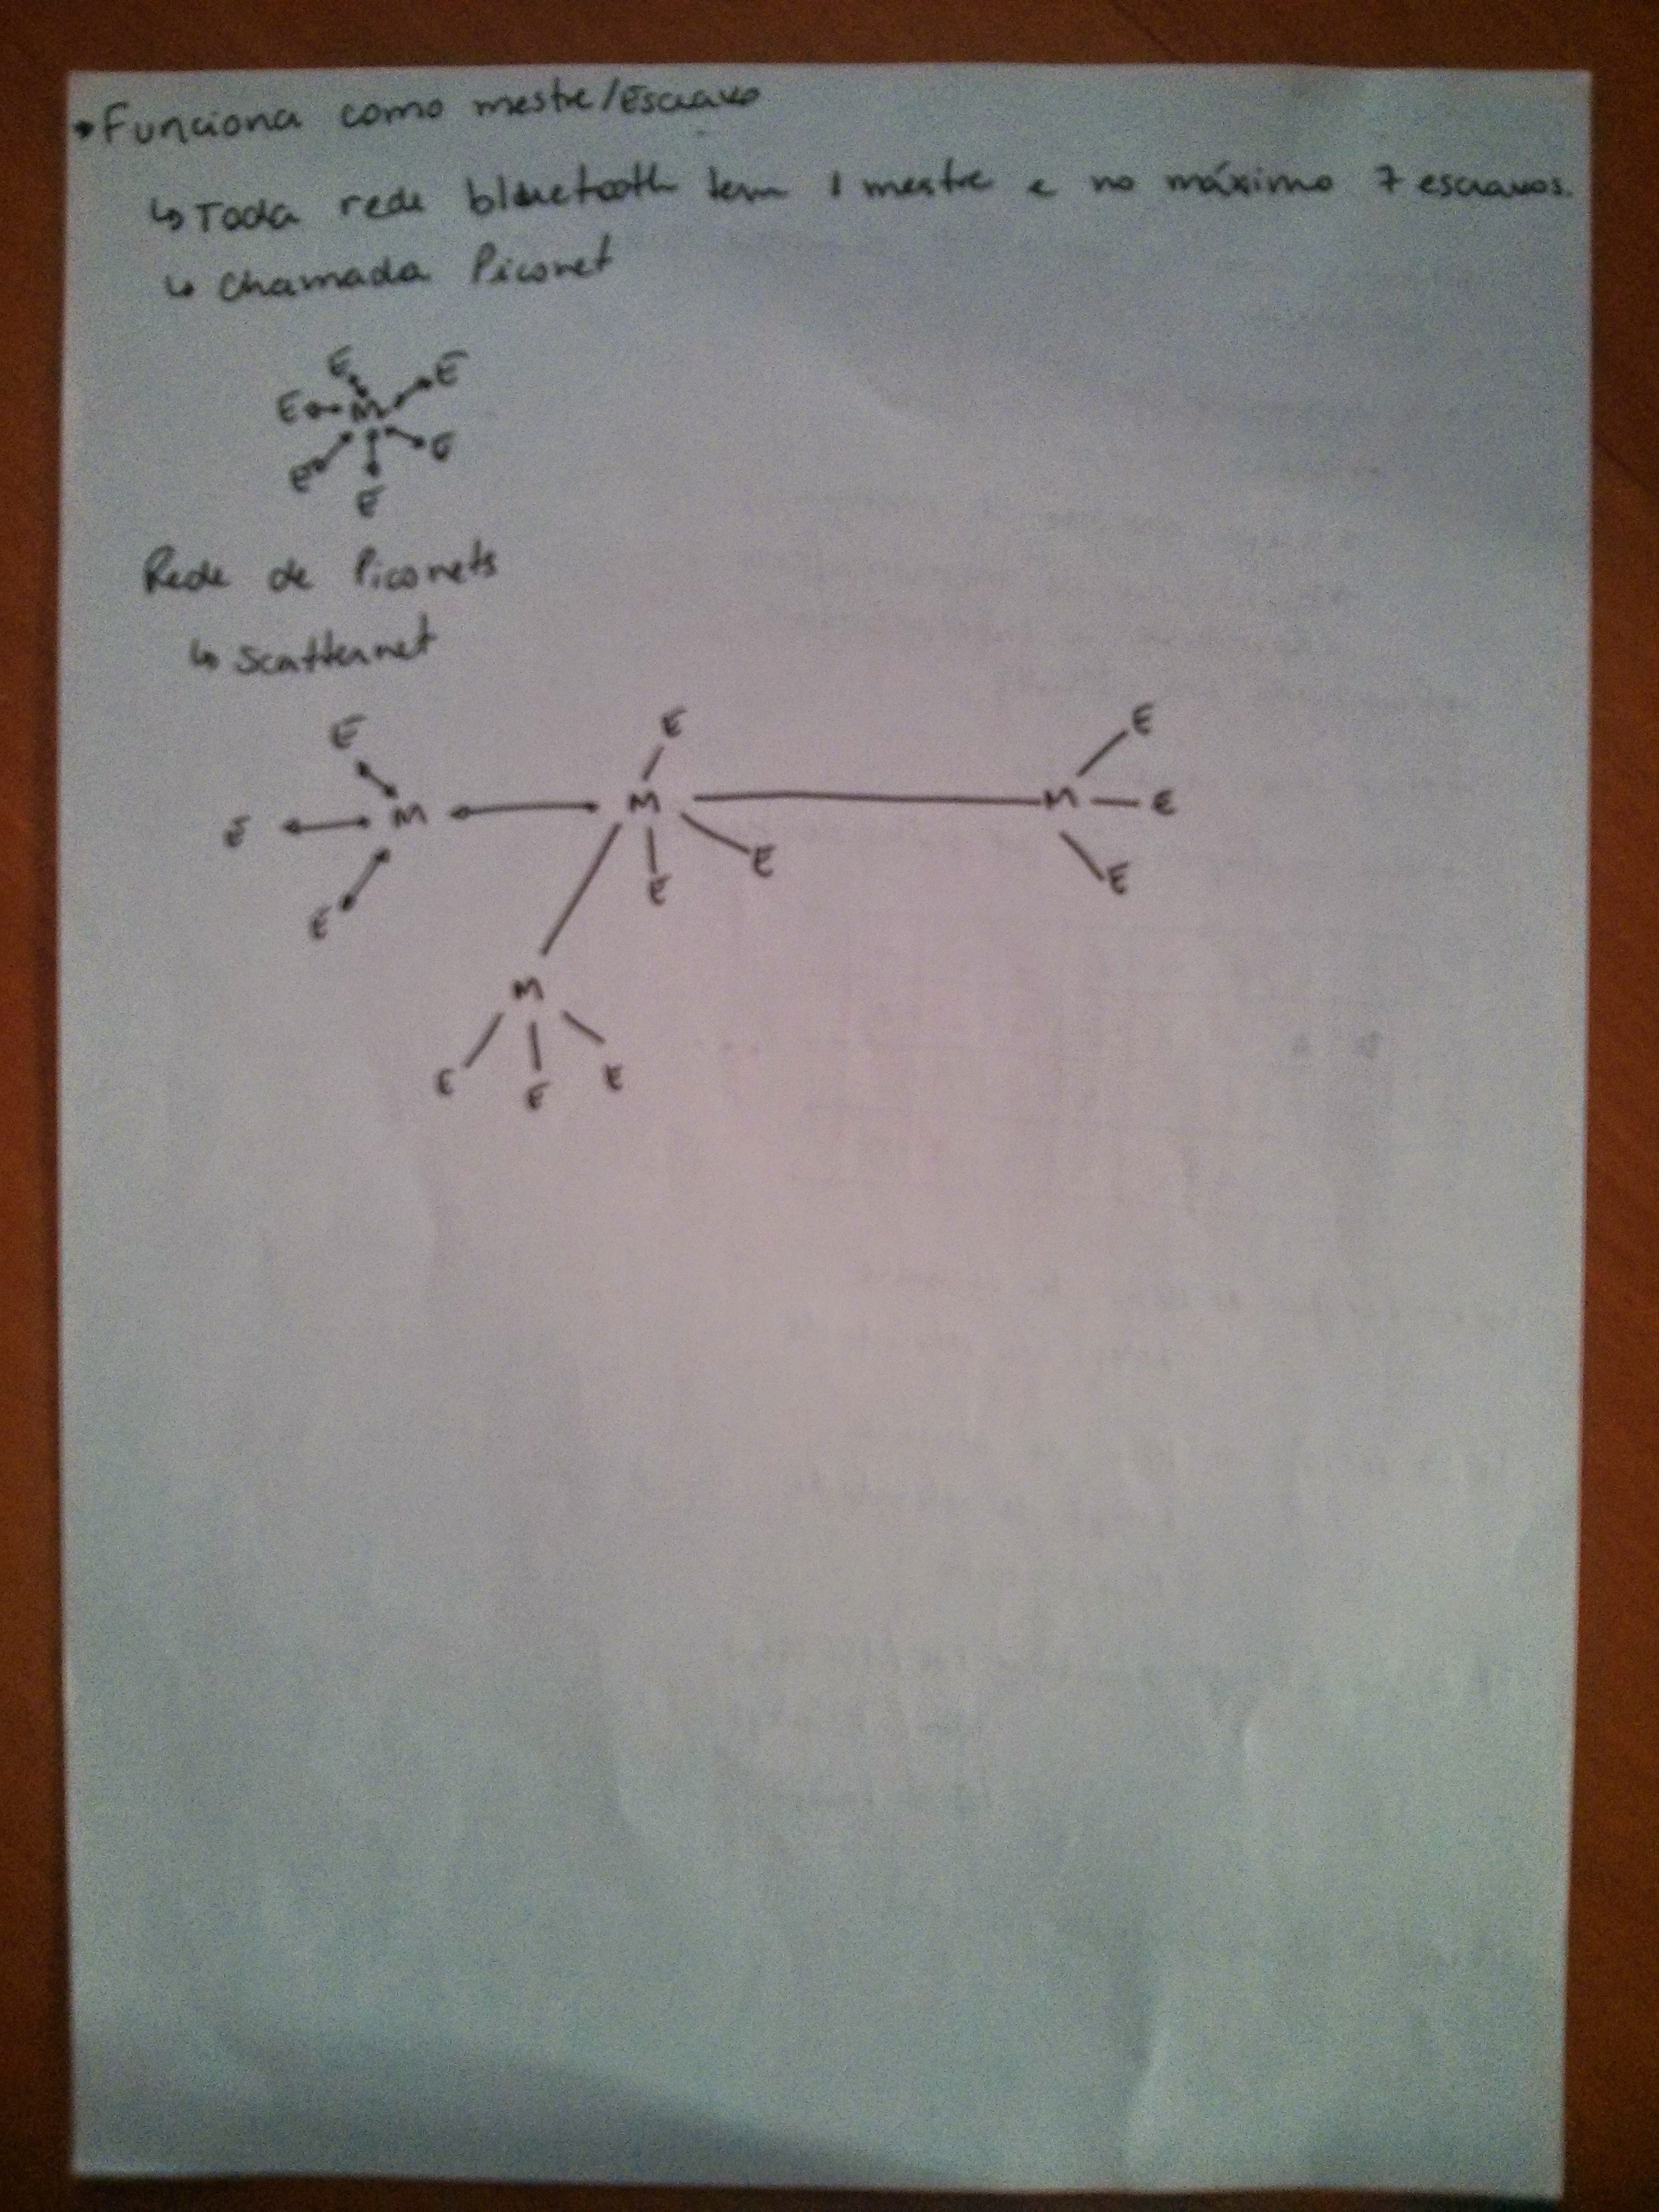 • Funciona como mestre/Escravo
↳ Toda rede bluetooth tem 1 mestre e no máximo 7 escravos.
↳ Chamada Piconet
E E
E M
E E
E
Rede de Piconets
↳ Scatternet
E E E
E M M M E
E E E E
M
E E E